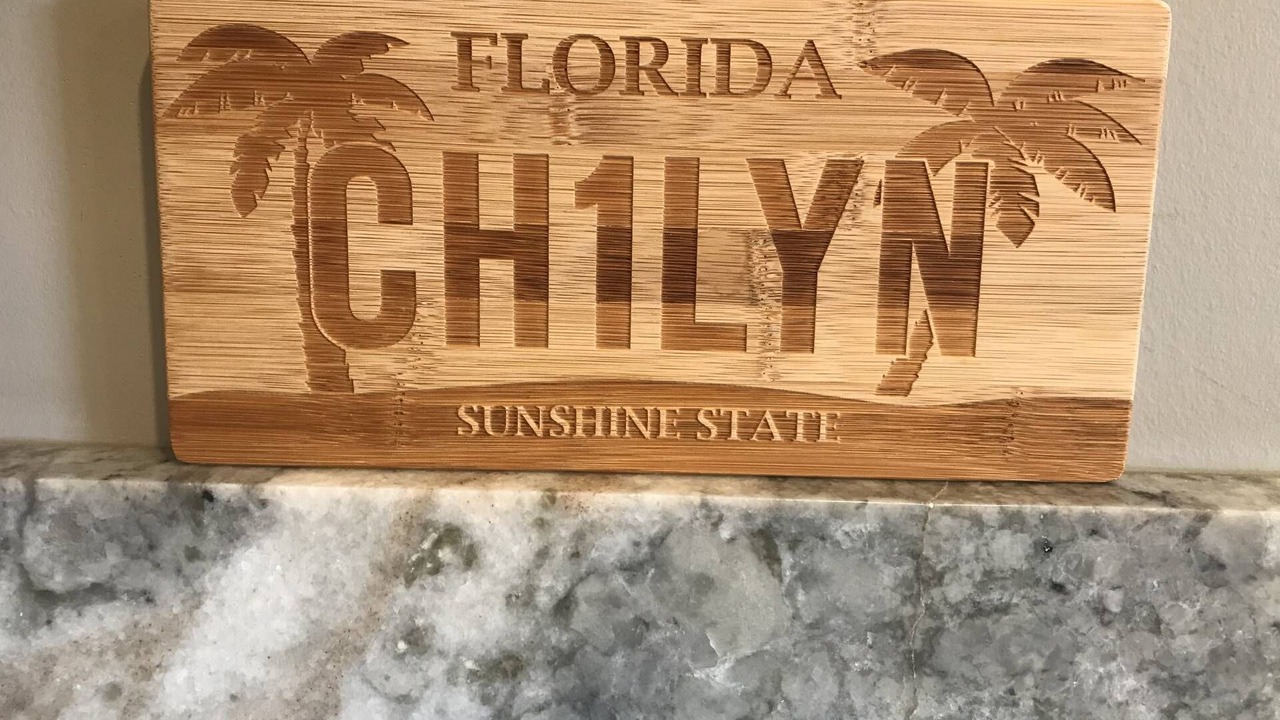 FLORIDA
CH1LYN
SUNSHINE STATE